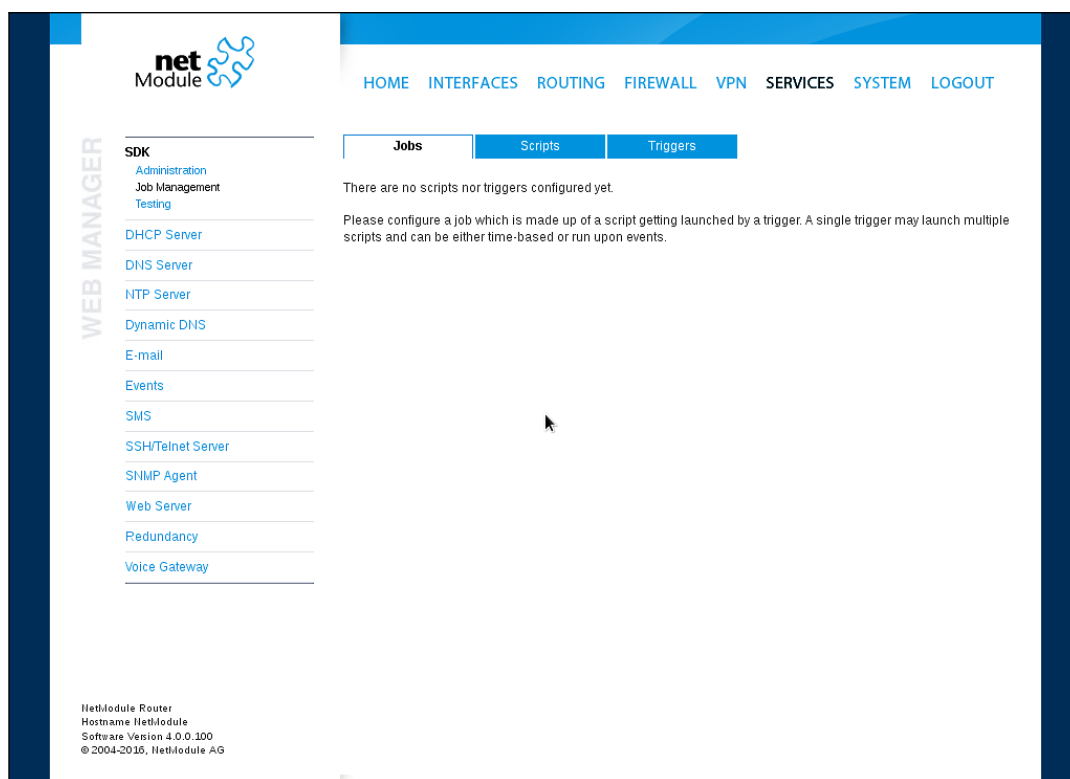 net
Module
HOME INTERFACES ROUTING FIREWALL VPN SERVICES SYSTEM LOGOUT
WEB MANAGER
SDK
Administration
Job Management
Testing
DHCP Server
DNS Server
NTP Server
Dynamic DNS
E-mail
Events
SMS
SSH/Telnet Server
SNMP Agent
Web Server
Redundancy
Voice Gateway
Jobs Scripts Triggers
There are no scripts nor triggers configured yet.
Please configure a job which is made up of a script getting launched by a trigger. A single trigger may launch multiple
scripts and can be either time-based or run upon events.
NetModule Router
Hostname NetModule
Software Version 4.0.0.100
© 2004-2016, NetModule AG